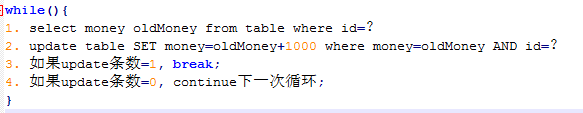 while(){
1. select money oldMoney from table where id=?
2. update table SET money=oldMoney+1000 where money=oldMoney AND id=?
3. 如果update条数=1, break;
4. 如果update条数=0, continue下一次循环;
}